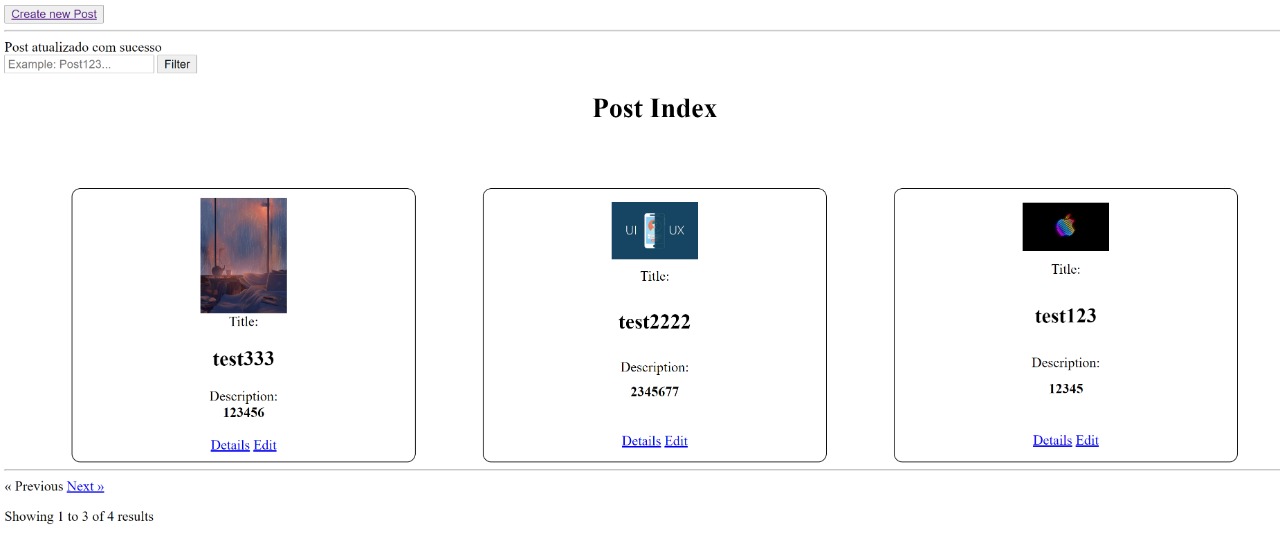 Create new Post
Post atualizado com sucesso
Example: Post123...
Filter
Post Index
Title:
test333
Description:
123456
Details Edit
UI UX
Title:
test2222
Description:
2345677
Details Edit
Title:
test123
Description:
12345
Details Edit
« Previous Next »
Showing 1 to 3 of 4 results